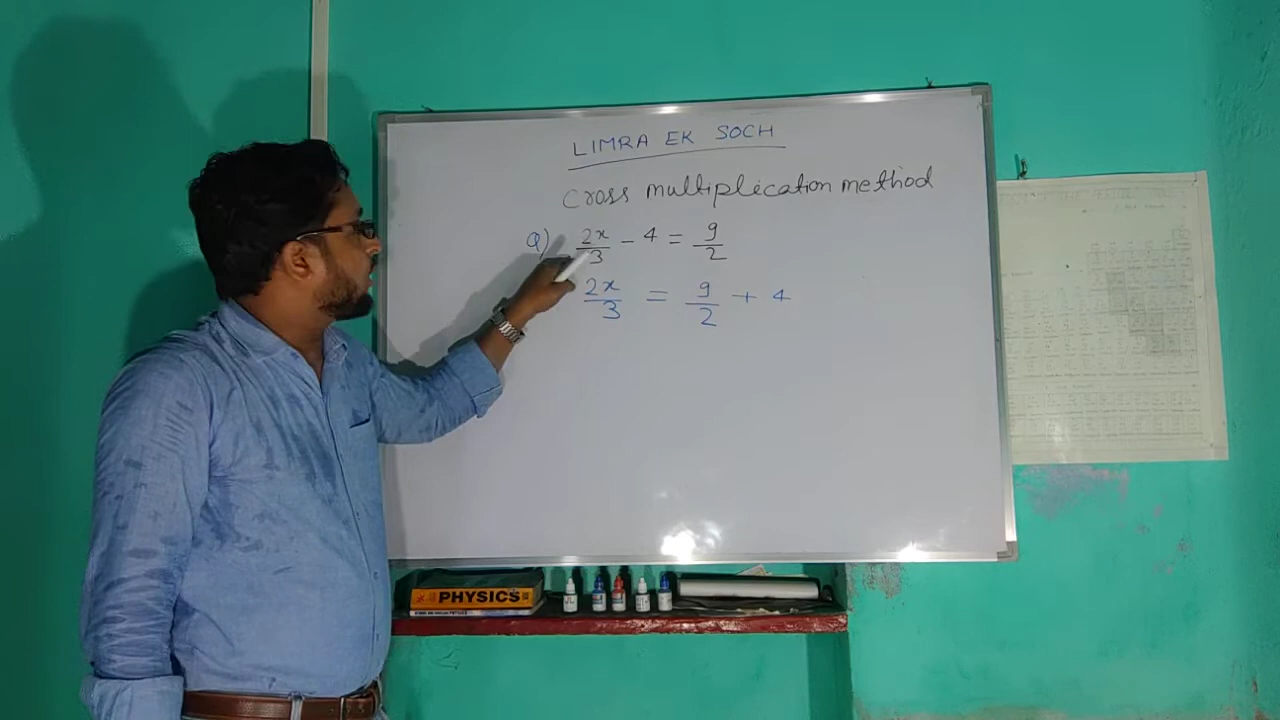 LIMRA EK SOCH
Cross multiplication method
Q) 2x/3 - 4 = 9/2
2x/3 = 9/2 + 4
PHYSICS